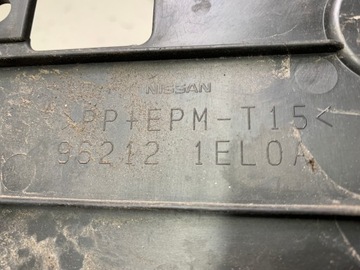 NISSAN
>PP+EPM-T15<
96212 1EL0A